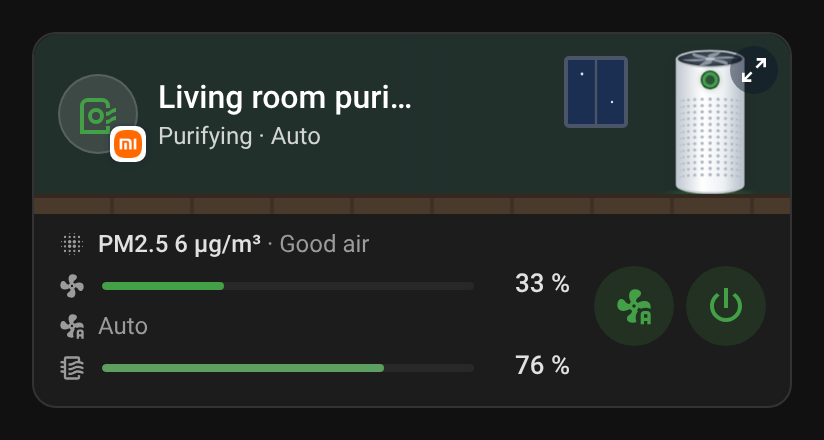 Living room puri…
Purifying · Auto
PM2.5 6 µg/m³ · Good air
33 %
Auto
76 %